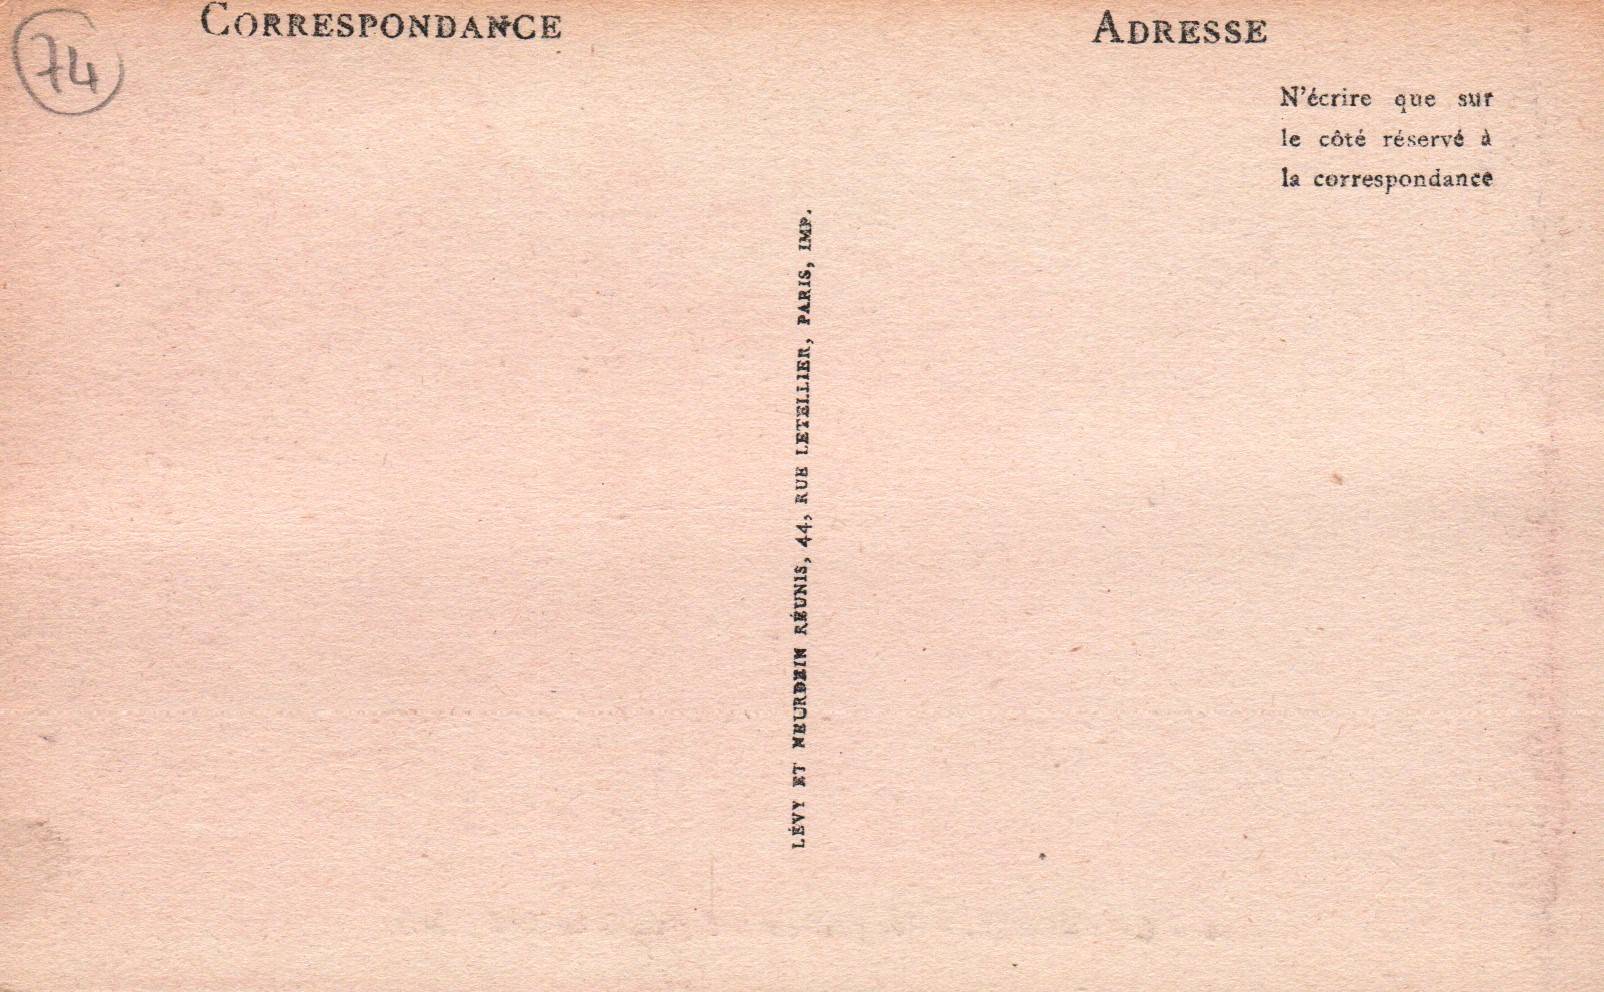 74
CORRESPONDANCE
ADRESSE
N'écrire que sur
le côté réservé à
la correspondance
LÉVY ET NEURDEIN RÉUNIS, 44, RUE LETELLIER, PARIS, IMP.